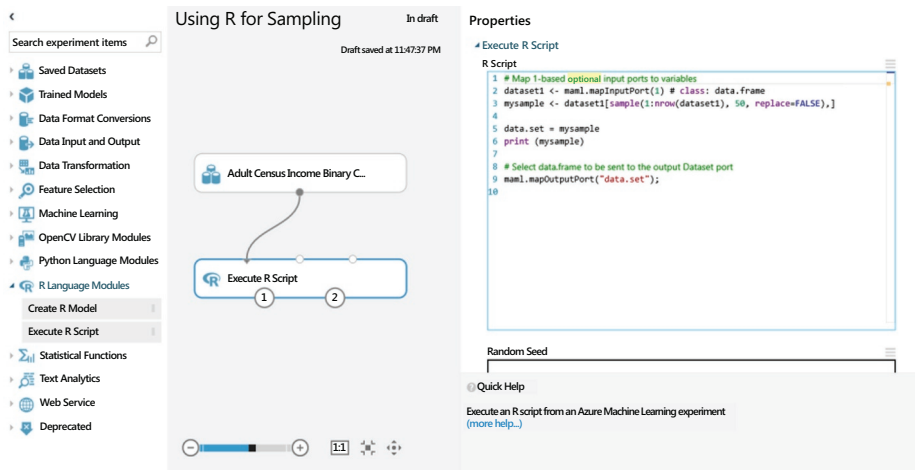 Search experiment items
Saved Datasets
Trained Models
Data Format Conversions
Data Input and Output
Data Transformation
Feature Selection
Machine Learning
OpenCV Library Modules
Python Language Modules
R Language Modules
Create R Model
Execute R Script
Statistical Functions
Text Analytics
Web Service
Deprecated
Using R for Sampling
In draft
Draft saved at 11:47:37 PM
Adult Census Income Binary C...
Execute R Script
1 2
1:1
Properties
Execute R Script
R Script
1 # Map 1-based optional input ports to variables
2 dataset1 <- maml.mapInputPort(1) # class: data.frame
3 mysample <- dataset1[sample(1:nrow(dataset1), 50, replace=FALSE),]
4
5 data.set = mysample
6 print (mysample)
7
8 # Select data.frame to be sent to the output Dataset port
9 maml.mapOutputPort("data.set");
10
Random Seed
Quick Help
Execute an R script from an Azure Machine Learning experiment
(more help...)